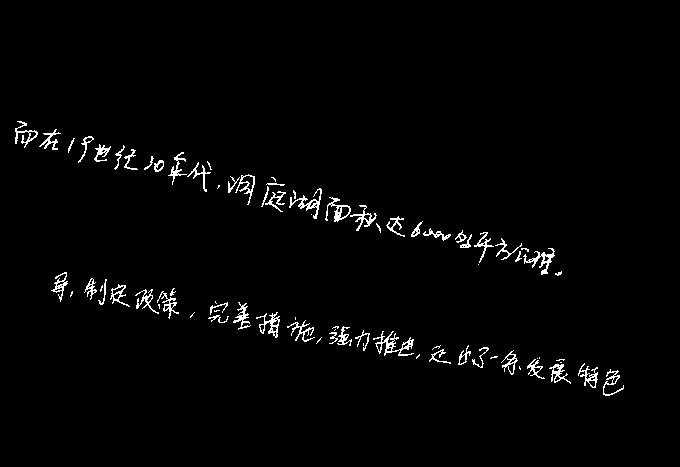 而在19世纪20年代，洞庭湖面积达6000多平方公里。
导，制定政策，完善措施，强力推进，走出了一条发展特色